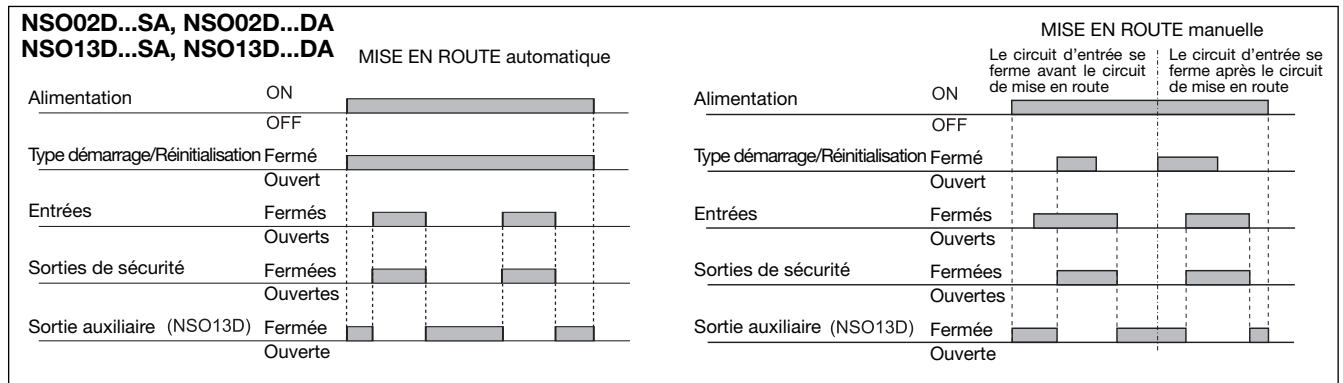 NSO02D...SA, NSO02D...DA
NSO13D...SA, NSO13D...DA
MISE EN ROUTE automatique
Alimentation
ON
OFF
Type démarrage/Réinitialisation
Fermé
Ouvert
Entrées
Fermés
Ouverts
Sorties de sécurité
Fermées
Ouvertes
Sortie auxiliaire (NSO13D)
Fermée
Ouverte
MISE EN ROUTE manuelle
Le circuit d'entrée se
ferme avant le circuit
de mise en route
Le circuit d'entrée se
ferme après le circuit
de mise en route
Alimentation
ON
OFF
Type démarrage/Réinitialisation
Fermé
Ouvert
Entrées
Fermés
Ouverts
Sorties de sécurité
Fermées
Ouvertes
Sortie auxiliaire (NSO13D)
Fermée
Ouverte